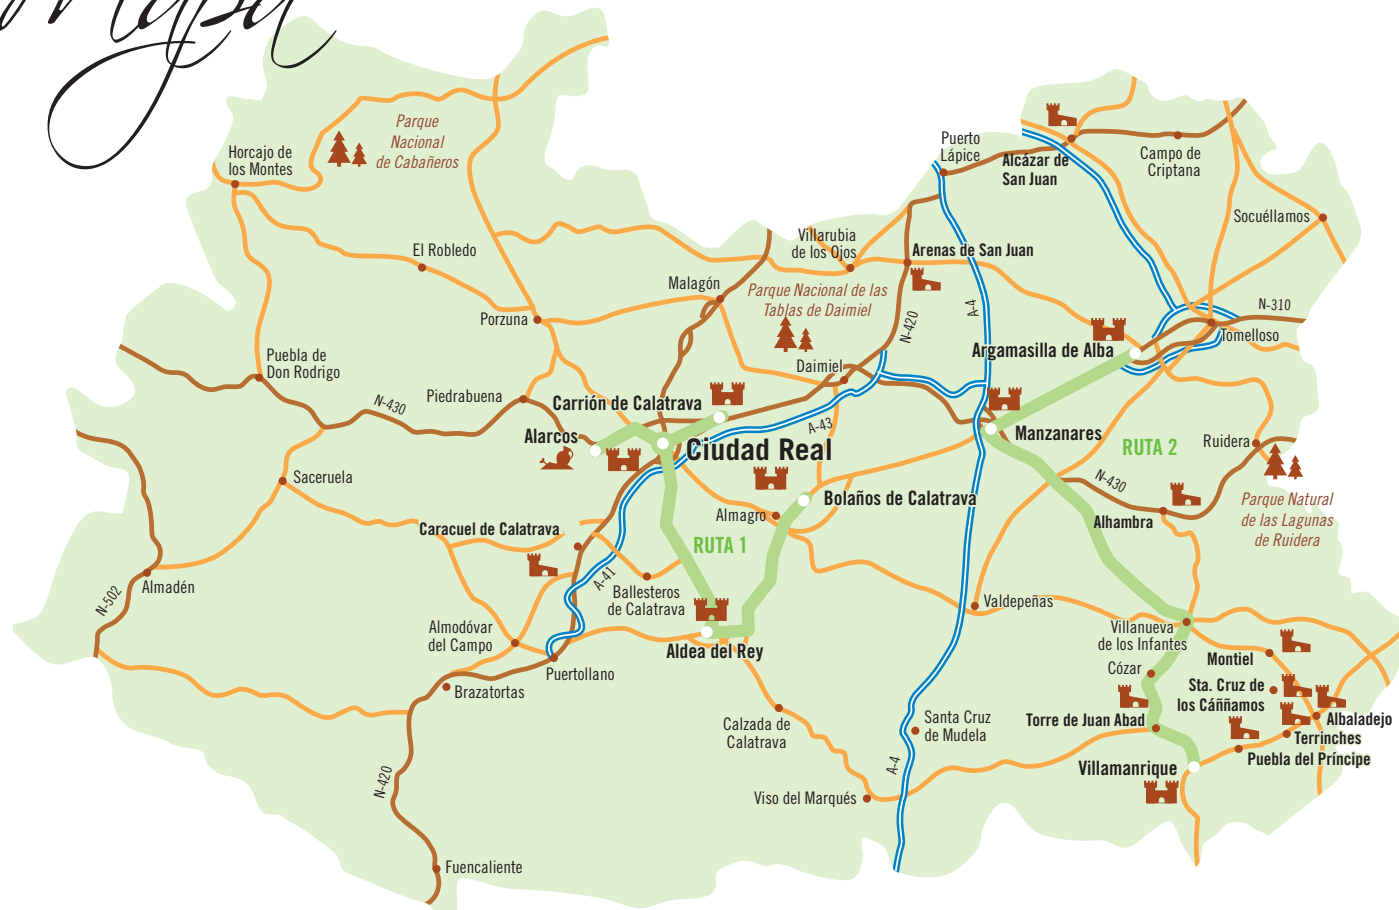 Mapa
Parque
Nacional
de Cabañeros
Horcajo de
los Montes
Puerto
Lápice
Alcázar de
San Juan
Campo de
Criptana
Socuéllamos
El Robledo
Villarubia
de los Ojos
Arenas de San Juan
Malagón
Parque Nacional de las
Tablas de Daimiel
A-4
N-310
Porzuna
N-420
Tomelloso
Argamasilla de Alba
Puebla de
Don Rodrigo
Daimiel
Piedrabuena
Carrión de Calatrava
N-430
A-43
Alarcos
Ciudad Real
Manzanares
RUTA 2
Ruidera
Saceruela
N-430
Bolaños de Calatrava
Parque Natural
de las Lagunas
de Ruidera
Almagro
Alhambra
Caracuel de Calatrava
RUTA 1
A-41
Almadén
N-502
Ballesteros
de Calatrava
Valdepeñas
Almodóvar
del Campo
Villanueva
de los Infantes
Aldea del Rey
Montiel
Cózar
Puertollano
Brazatortas
Sta. Cruz de
los Cáññamos
Calzada de
Calatrava
Santa Cruz
de Mudela
Torre de Juan Abad
Albaladejo
Terrinches
Puebla del Príncipe
A-4
Villamanrique
N-420
Viso del Marqués
Fuencaliente